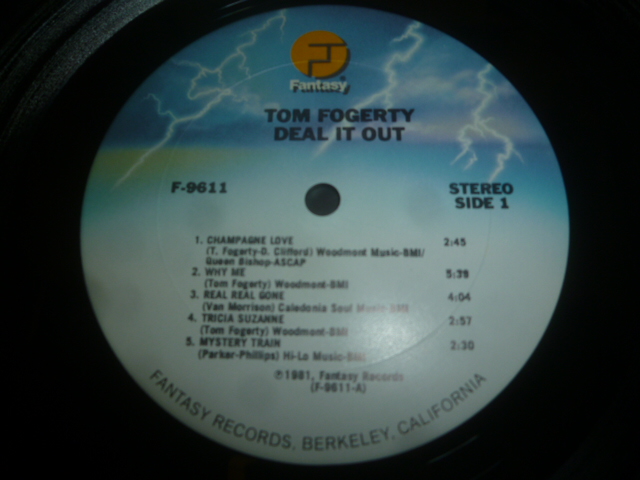 Fantasy
TOM FOGERTY
DEAL IT OUT
F-9611
STEREO
SIDE 1
1. CHAMPAGNE LOVE 2:45
(T. Fogerty-D. Clifford) Woodmont Music-BMI/
Queen Bishop-ASCAP
2. WHY ME 5:39
(Tom Fogerty) Woodmont-BMI
3. REAL REAL GONE 4:04
(Van Morrison) Caledonia Soul Music-BMI
4. TRICIA SUZANNE 2:57
(Tom Fogerty) Woodmont-BMI
5. MYSTERY TRAIN 2:30
(Parker-Phillips) Hi-Lo Music-BMI
℗1981, Fantasy Records
(F-9611-A)
FANTASY RECORDS, BERKELEY, CALIFORNIA